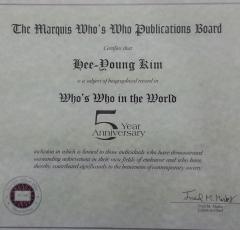 The Marquis Who's Who Publications Board
Certifies that
Hee-Young Kim
is a subject of biographical record in
Who's Who in the World
5 Year
Anniversary
inclusion in which is limited to those individuals who have demonstrated
outstanding achievement in their own fields of endeavor and who have,
thereby, contributed significantly to the betterment of contemporary society